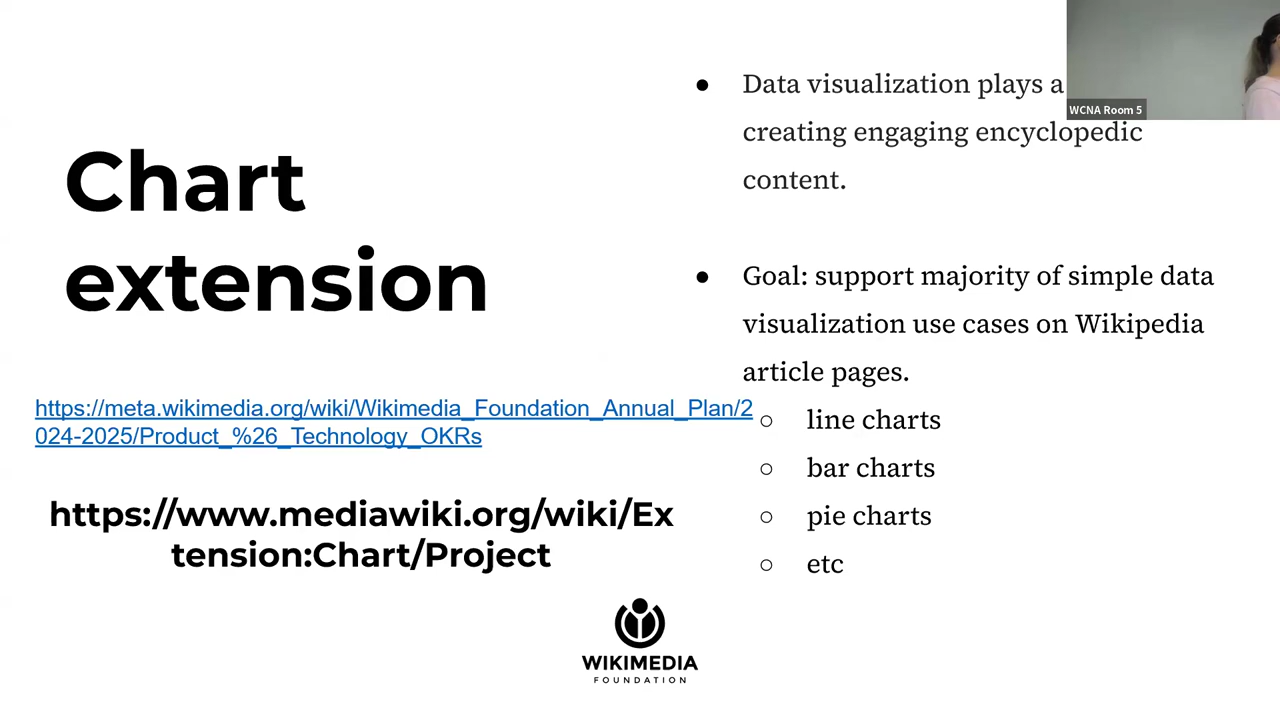 Chart
extension
https://meta.wikimedia.org/wiki/Wikimedia_Foundation_Annual_Plan/2
024-2025/Product_%26_Technology_OKRs
https://www.mediawiki.org/wiki/Ex
tension:Chart/Project
● Data visualization plays a
creating engaging encyclopedic
content.
● Goal: support majority of simple data
visualization use cases on Wikipedia
article pages.
○ line charts
○ bar charts
○ pie charts
○ etc
WCNA Room 5
WIKIMEDIA
FOUNDATION